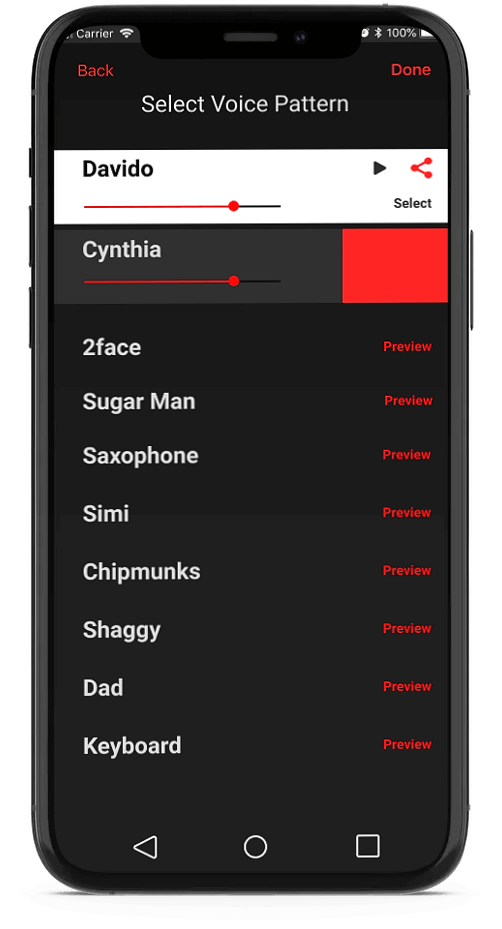 Carrier 100%
Back Done
Select Voice Pattern
Davido
Select
Cynthia
2face Preview
Sugar Man Preview
Saxophone Preview
Simi Preview
Chipmunks Preview
Shaggy Preview
Dad Preview
Keyboard Preview